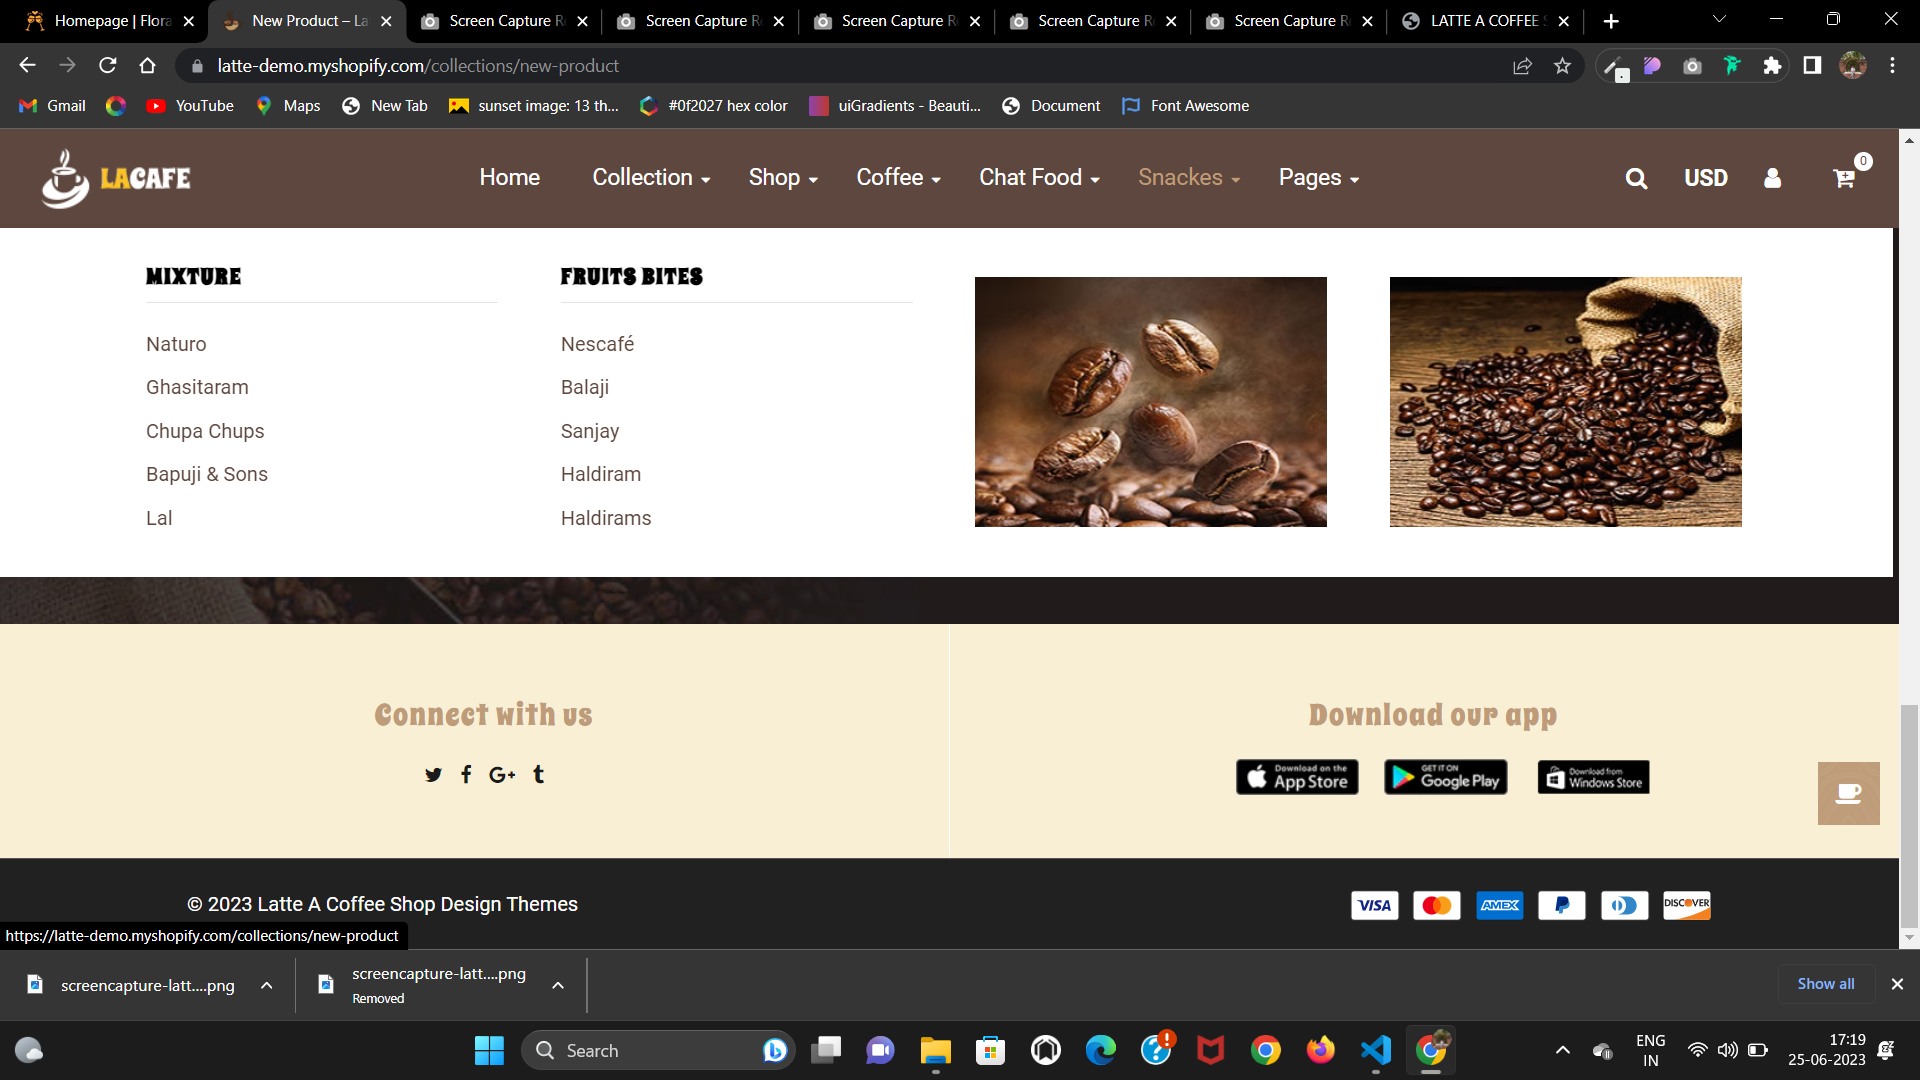 Homepage | Flora
New Product – La
Screen Capture R
Screen Capture R
Screen Capture R
Screen Capture R
Screen Capture R
LATTE A COFFEE S
latte-demo.myshopify.com/collections/new-product
Gmail
YouTube
Maps
New Tab
sunset image: 13 th...
#0f2027 hex color
uiGradients - Beauti...
Document
Font Awesome
LACAFE
Home
Collection
Shop
Coffee
Chat Food
Snackes
Pages
USD
0
MIXTURE
Naturo
Ghasitaram
Chupa Chups
Bapuji & Sons
Lal
FRUITS BITES
Nescafé
Balaji
Sanjay
Haldiram
Haldirams
Connect with us
Download our app
Download on the
App Store
GET IT ON
Google Play
Download from
Windows Store
© 2023 Latte A Coffee Shop Design Themes
VISA
AMEX
DISCOVER
https://latte-demo.myshopify.com/collections/new-product
screencapture-latt....png
screencapture-latt....png
Removed
Show all
Search
ENG
IN
17:19
25-06-2023